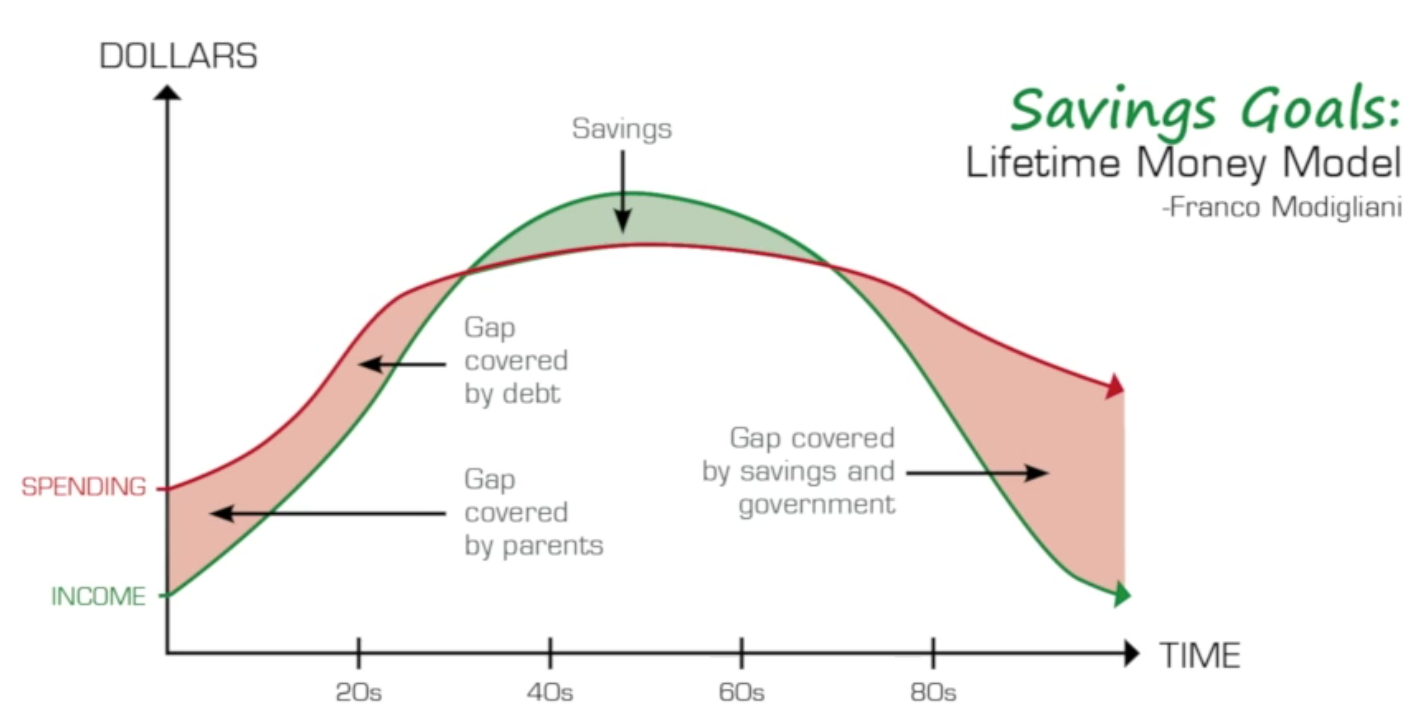 DOLLARS
Savings Goals:
Lifetime Money Model
-Franco Modigliani
Savings
Gap
covered
by debt
Gap covered
by savings and
government
SPENDING
Gap
covered
by parents
INCOME
TIME
20s
40s
60s
80s